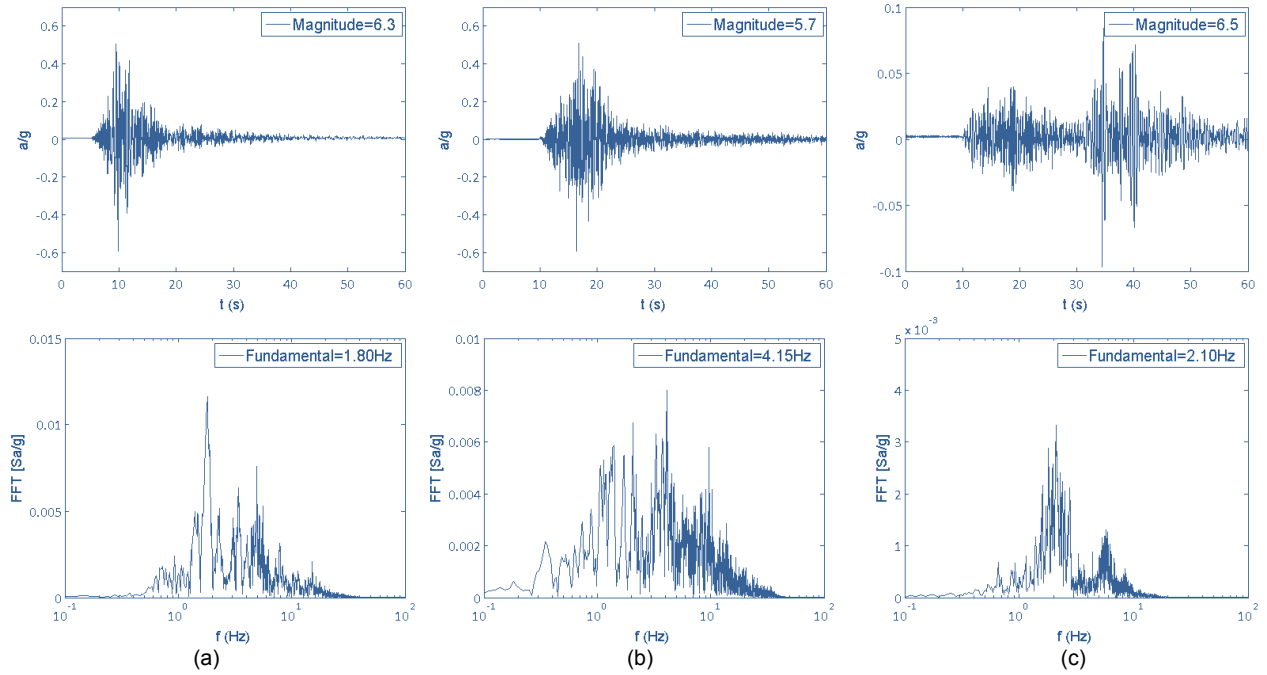 Magnitude=6.3
0.6
0.4
0.2
0
-0.2
-0.4
-0.6
a/g
0 10 20 30 40 50 60
t (s)
Magnitude=5.7
0.6
0.4
0.2
0
-0.2
-0.4
-0.6
a/g
0 10 20 30 40 50 60
t (s)
Magnitude=6.5
0.1
0.05
0
-0.05
-0.1
a/g
0 10 20 30 40 50 60
t (s)
Fundamental=1.80Hz
0.015
0.01
0.005
0
FFT [Sa/g]
10^-1 10^0 10^1 10^2
f (Hz)
(a)
Fundamental=4.15Hz
0.01
0.008
0.006
0.004
0.002
0
FFT [Sa/g]
10^-1 10^0 10^1 10^2
f (Hz)
(b)
x 10^-3
Fundamental=2.10Hz
5
4
3
2
1
0
FFT [Sa/g]
10^-1 10^0 10^1 10^2
f (Hz)
(c)